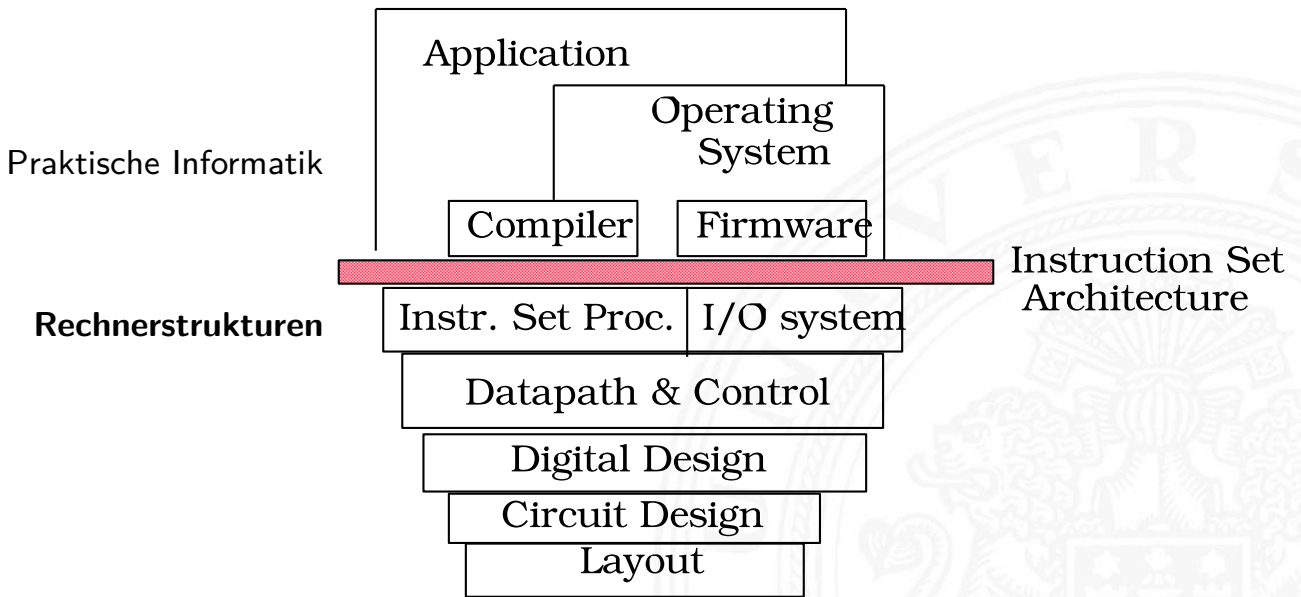 Application
Operating
System
Praktische Informatik
Compiler
Firmware
Instruction Set
Architecture
Rechnerstrukturen
Instr. Set Proc.
I/O system
Datapath & Control
Digital Design
Circuit Design
Layout
VERS